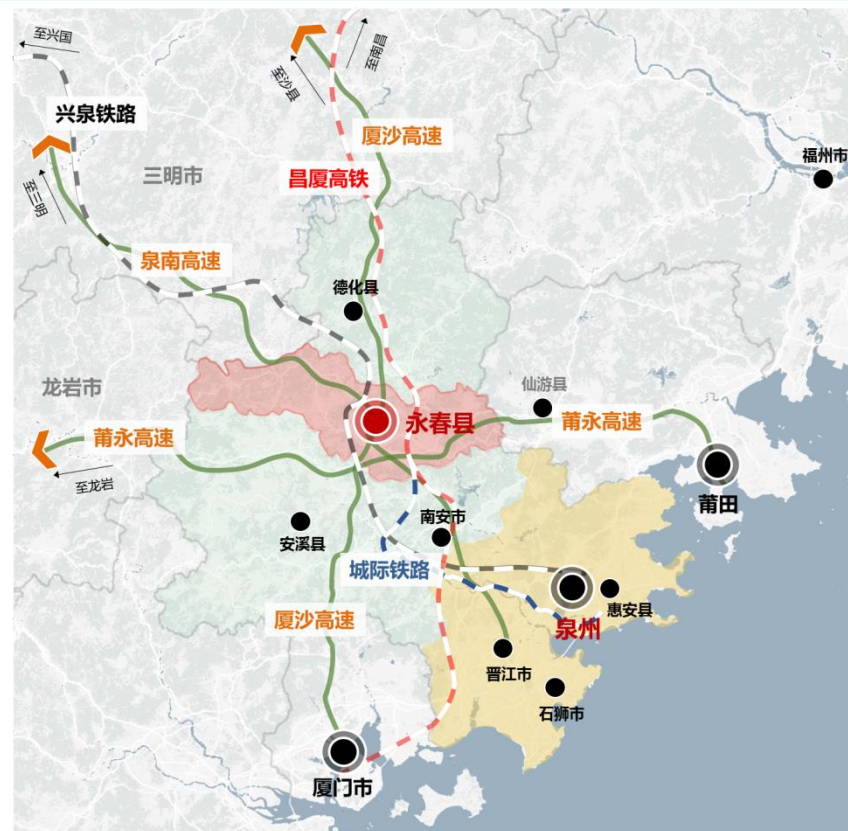 至兴国
至南昌
至沙县
兴泉铁路
厦沙高速
福州市
三明市
昌厦高铁
至三明
泉南高速
德化县
龙岩市
仙游县
永春县
莆永高速
莆永高速
至龙岩
莆田
南安市
安溪县
城际铁路
惠安县
厦沙高速
泉州
晋江市
石狮市
厦门市